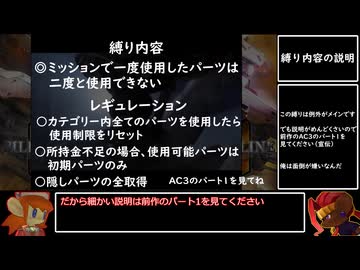 縛り内容
◎ミッションで一度使用したパーツは
二度と使用できない
レギュレーション
○カテゴリー内全てのパーツを使用したら
使用制限をリセット
○所持金不足の場合、使用可能パーツは
初期パーツのみ
○隠しパーツの全取得
AC3のパート1を見てね
縛り内容の説明
この縛りは例外がメインです
でも説明がめんどくさいので
前作のAC3のパート1を
見てください(宣伝)
俺は面倒が嫌いなんだ
だから細かい説明は前作のパート1を見てください